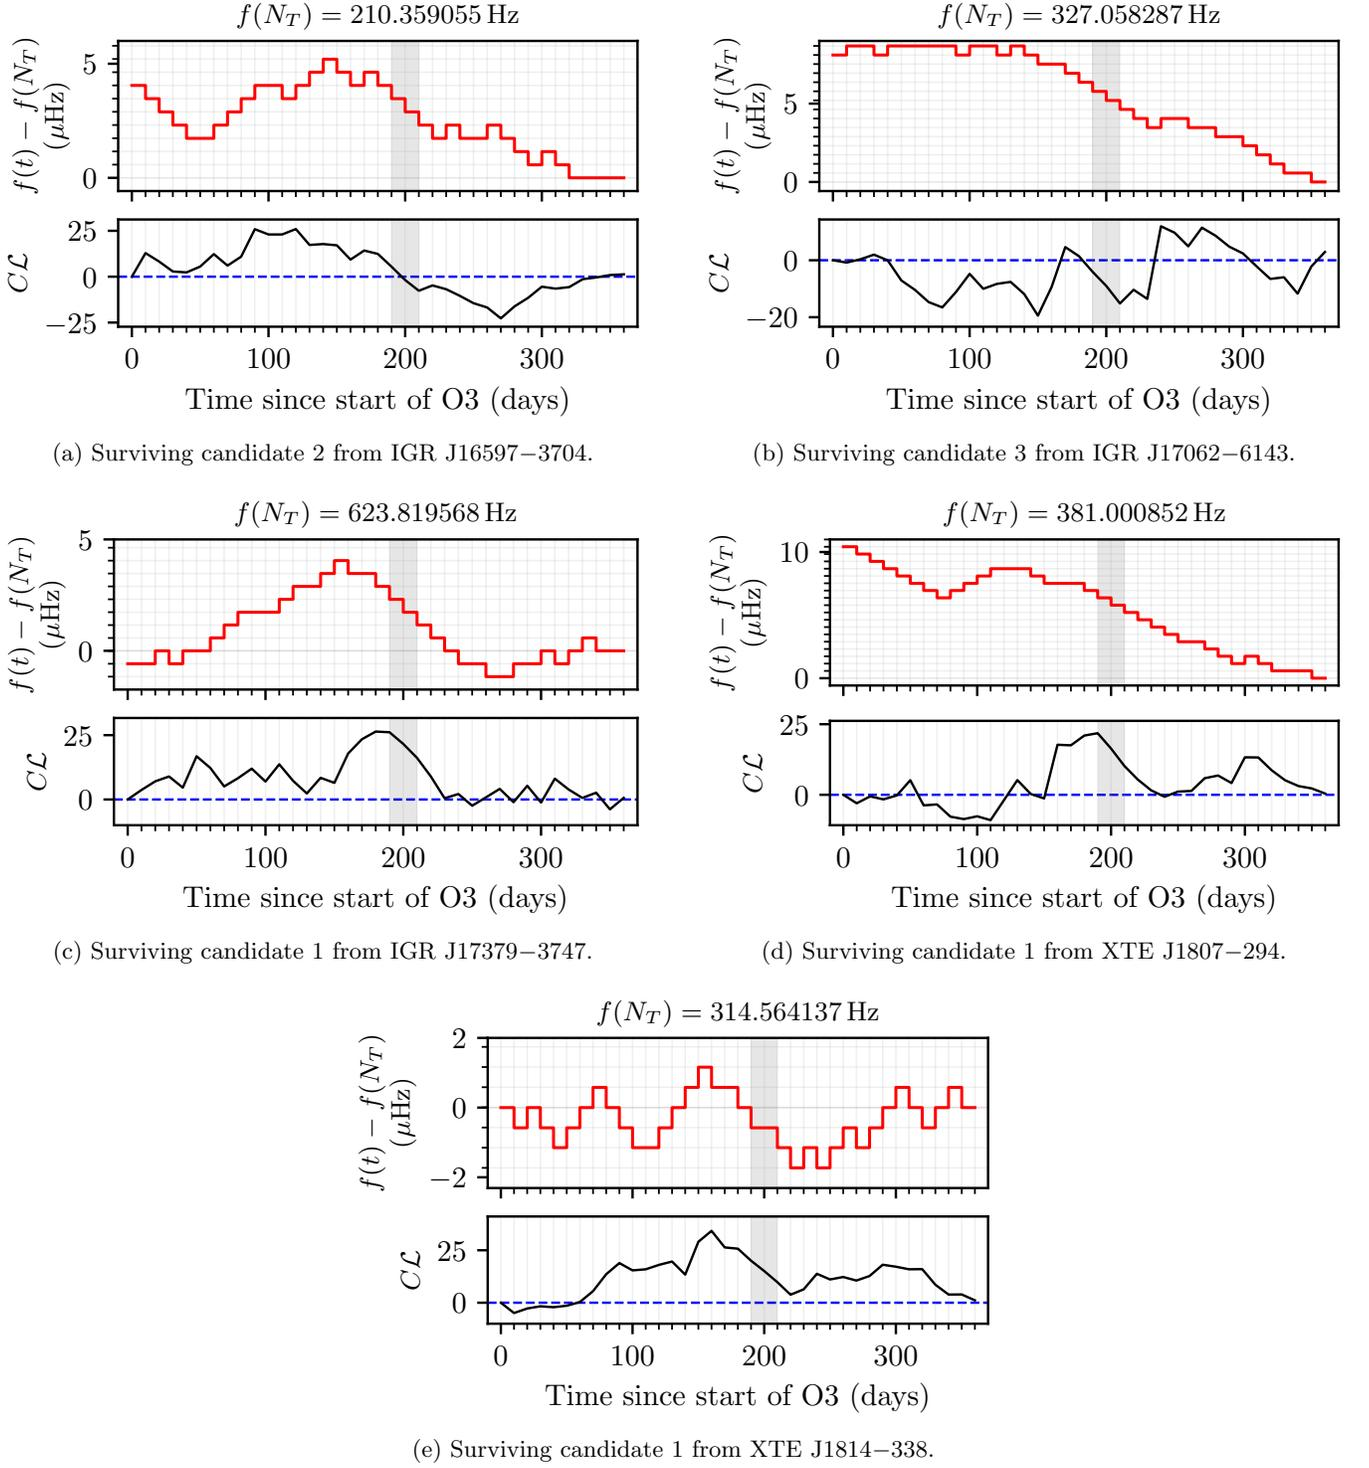 f(N_T) = 210.359055 Hz
f(t) − f(N_T)
(μHz)
5
0
CL
25
0
−25
0 100 200 300
Time since start of O3 (days)
(a) Surviving candidate 2 from IGR J16597−3704.
f(N_T) = 327.058287 Hz
f(t) − f(N_T)
(μHz)
5
0
CL
0
−20
0 100 200 300
Time since start of O3 (days)
(b) Surviving candidate 3 from IGR J17062−6143.
f(N_T) = 623.819568 Hz
f(t) − f(N_T)
(μHz)
5
0
CL
25
0
0 100 200 300
Time since start of O3 (days)
(c) Surviving candidate 1 from IGR J17379−3747.
f(N_T) = 381.000852 Hz
f(t) − f(N_T)
(μHz)
10
0
CL
25
0
0 100 200 300
Time since start of O3 (days)
(d) Surviving candidate 1 from XTE J1807−294.
f(N_T) = 314.564137 Hz
f(t) − f(N_T)
(μHz)
2
0
−2
CL
25
0
0 100 200 300
Time since start of O3 (days)
(e) Surviving candidate 1 from XTE J1814−338.